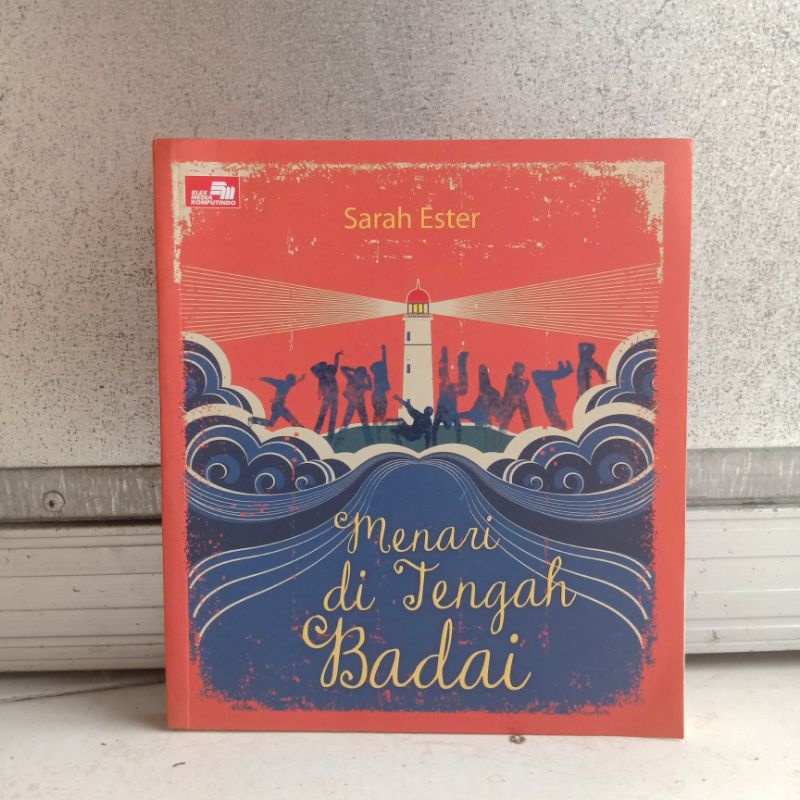 ELEX
MEDIA
KOMPUTINDO
Sarah Ester
Menari
di Tengah
Badai